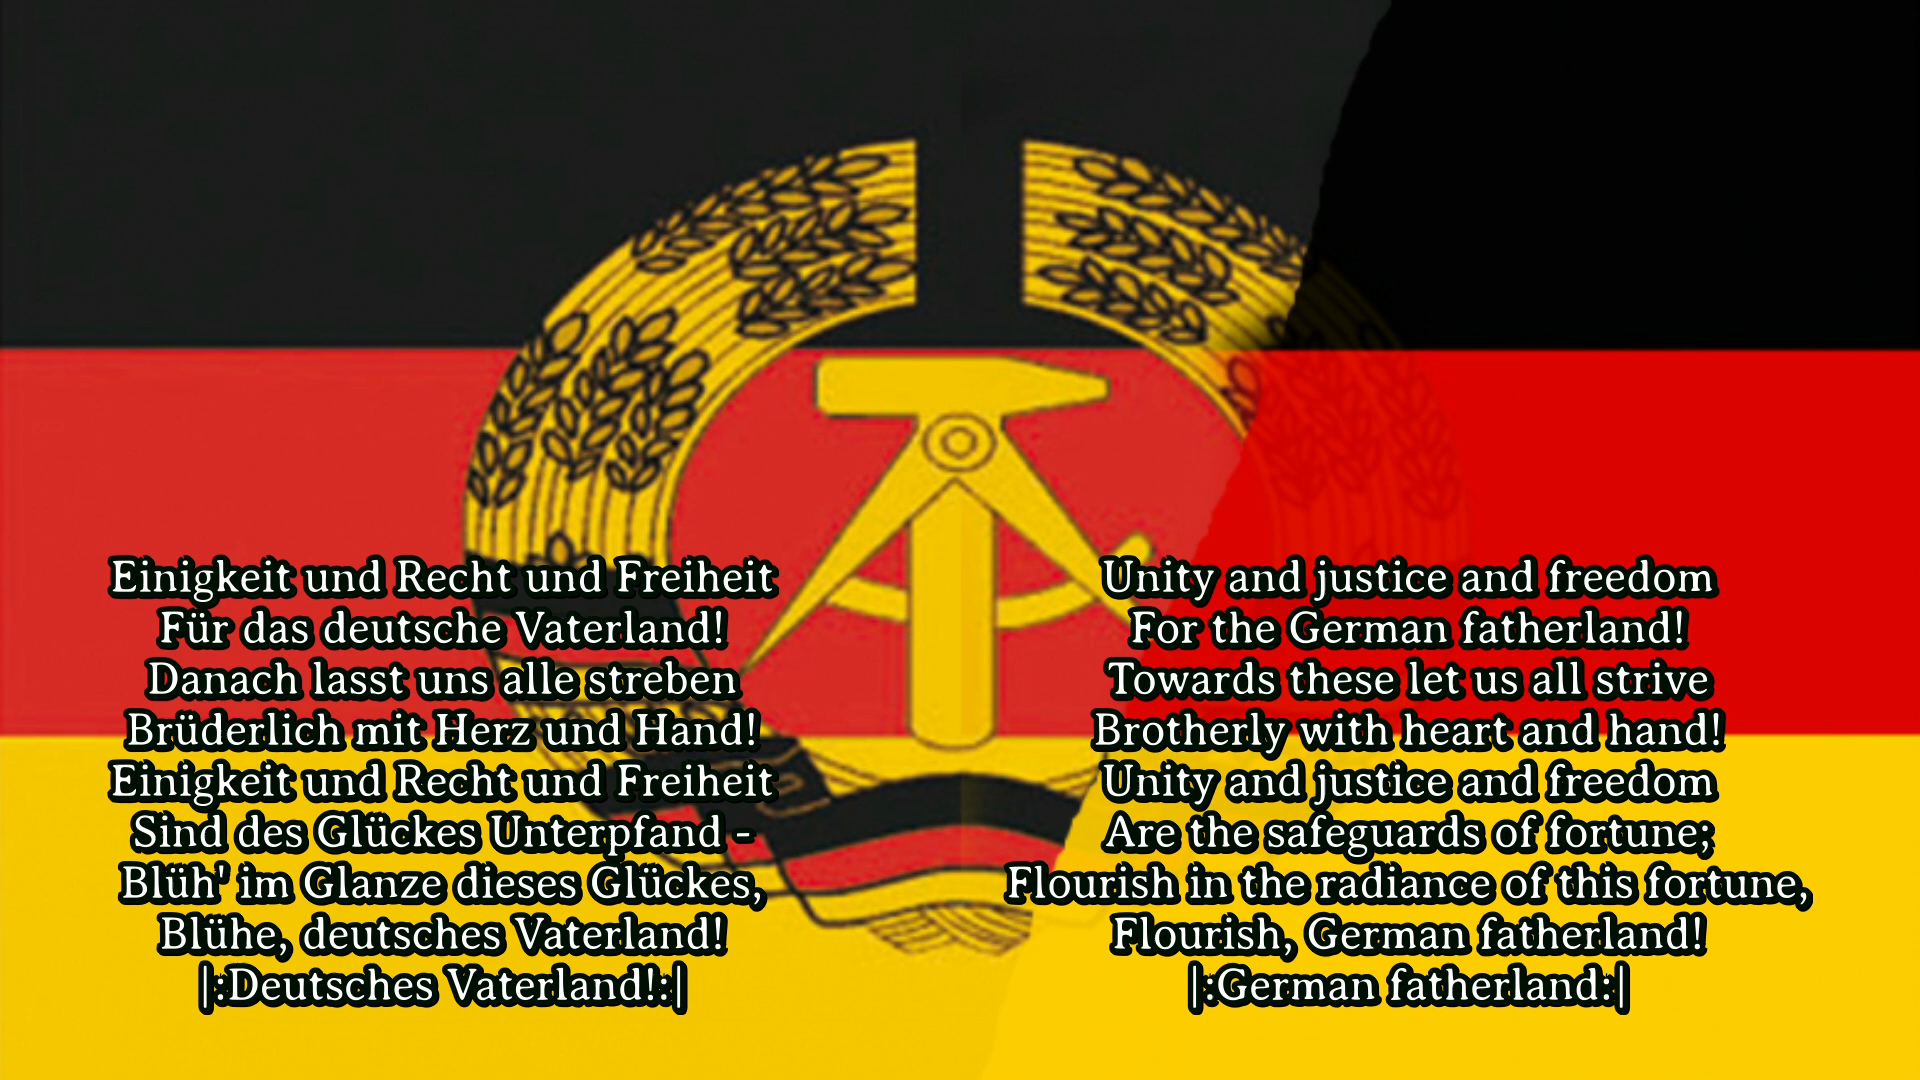 Einigkeit und Recht und Freiheit
Für das deutsche Vaterland!
Danach lasst uns alle streben
Brüderlich mit Herz und Hand!
Einigkeit und Recht und Freiheit
Sind des Glückes Unterpfand -
Blüh' im Glanze dieses Glückes,
Blühe, deutsches Vaterland!
|:Deutsches Vaterland!:|
Unity and justice and freedom
For the German fatherland!
Towards these let us all strive
Brotherly with heart and hand!
Unity and justice and freedom
Are the safeguards of fortune;
Flourish in the radiance of this fortune,
Flourish, German fatherland!
|:German fatherland:|